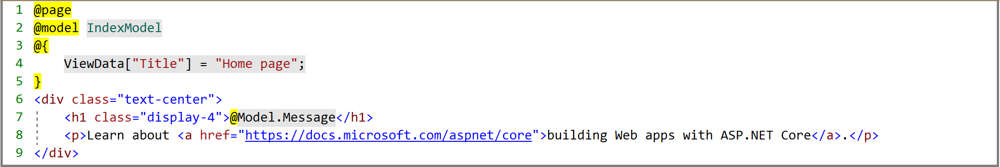 1 @page
2 @model IndexModel
3 @{
4     ViewData["Title"] = "Home page";
5 }
6 <div class="text-center">
7     <h1 class="display-4">@Model.Message</h1>
8     <p>Learn about <a href="https://docs.microsoft.com/aspnet/core">building Web apps with ASP.NET Core</a>.</p>
9 </div>